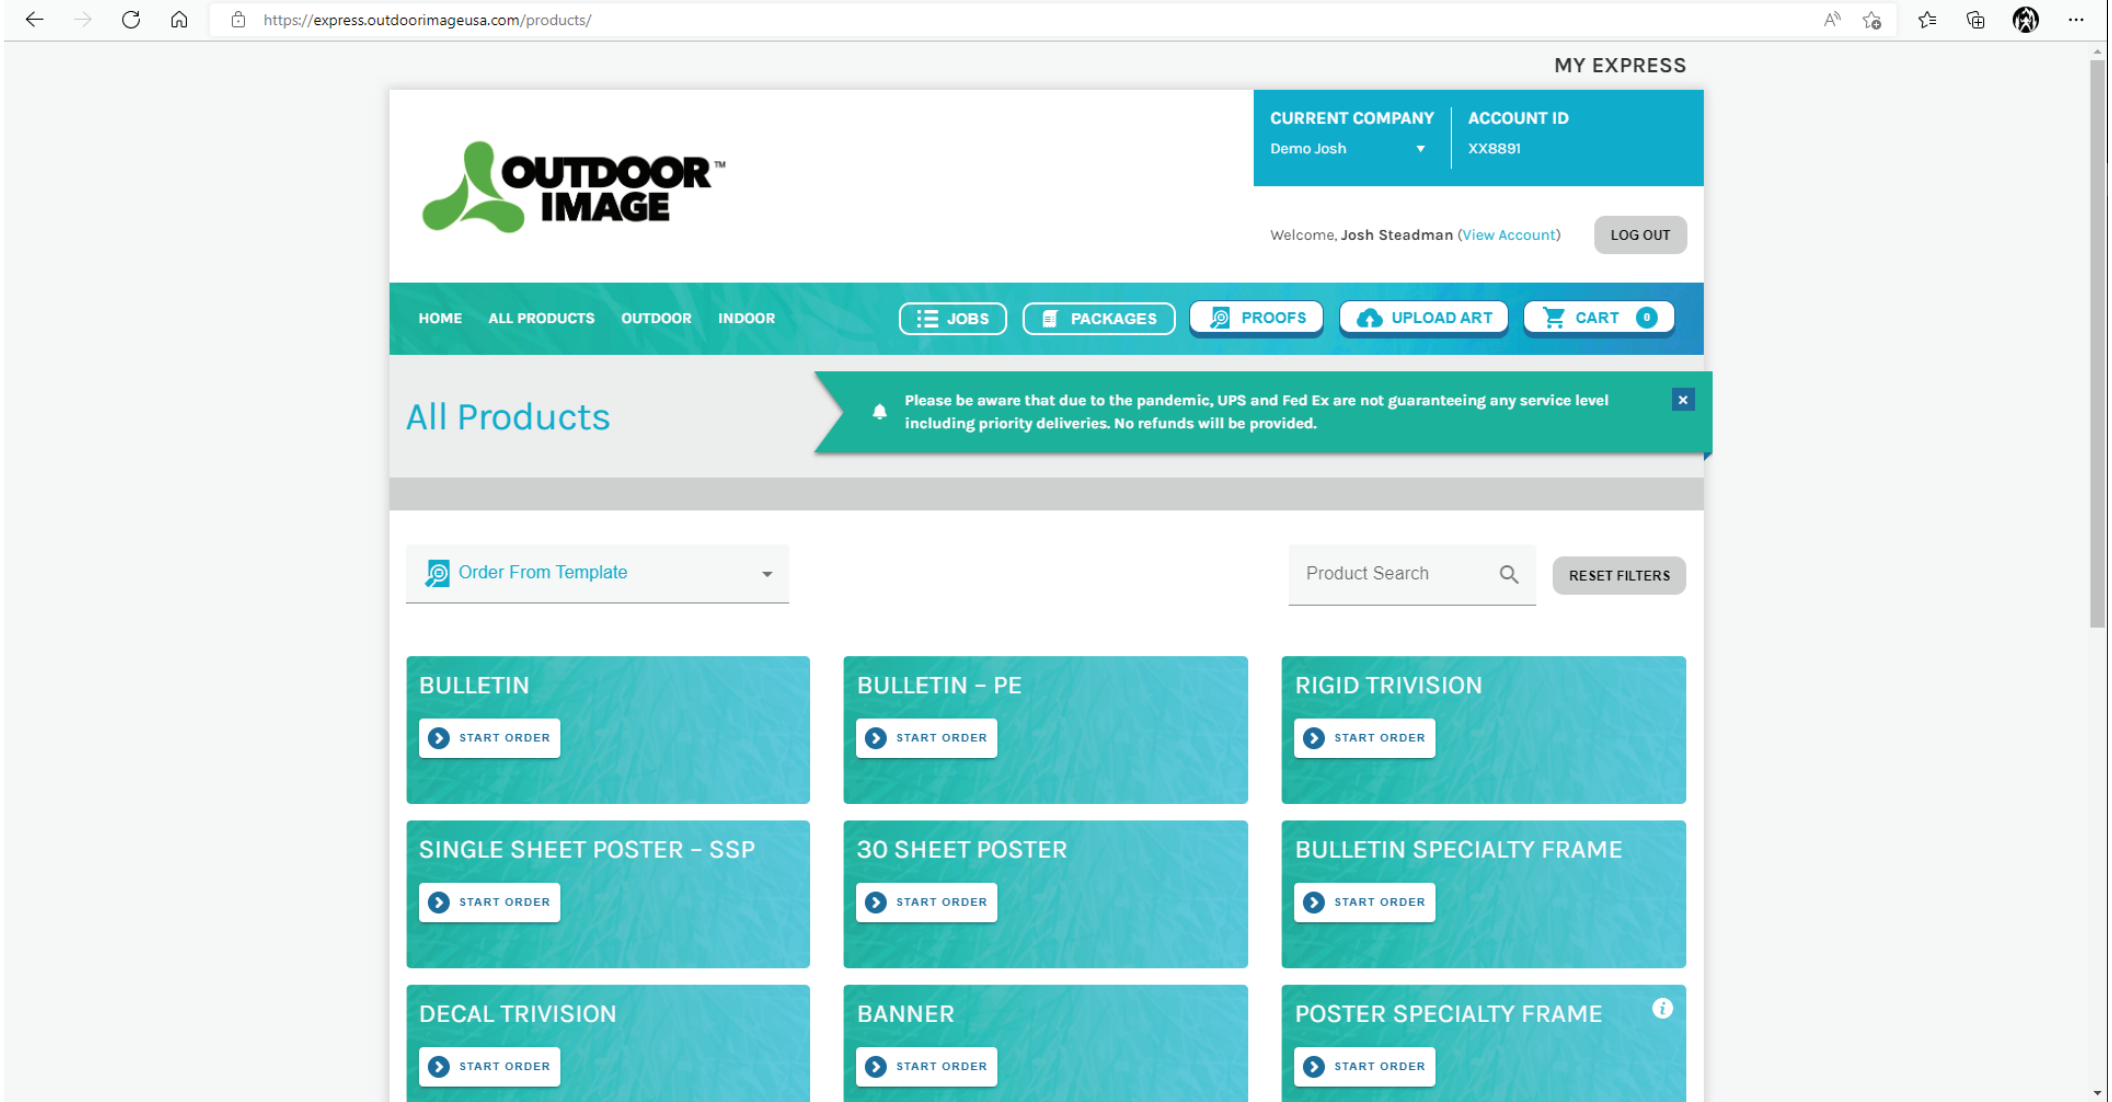 https://express.outdoorimageusa.com/products/
MY EXPRESS
OUTDOOR™
IMAGE
CURRENT COMPANY
Demo Josh
ACCOUNT ID
XX8891
Welcome, Josh Steadman (View Account)
LOG OUT
HOME ALL PRODUCTS OUTDOOR INDOOR JOBS PACKAGES PROOFS UPLOAD ART CART 0
All Products
Please be aware that due to the pandemic, UPS and Fed Ex are not guaranteeing any service level
including priority deliveries. No refunds will be provided.
Order From Template
Product Search
RESET FILTERS
BULLETIN
START ORDER
BULLETIN – PE
START ORDER
RIGID TRIVISION
START ORDER
SINGLE SHEET POSTER – SSP
START ORDER
30 SHEET POSTER
START ORDER
BULLETIN SPECIALTY FRAME
START ORDER
DECAL TRIVISION
START ORDER
BANNER
START ORDER
POSTER SPECIALTY FRAME
START ORDER